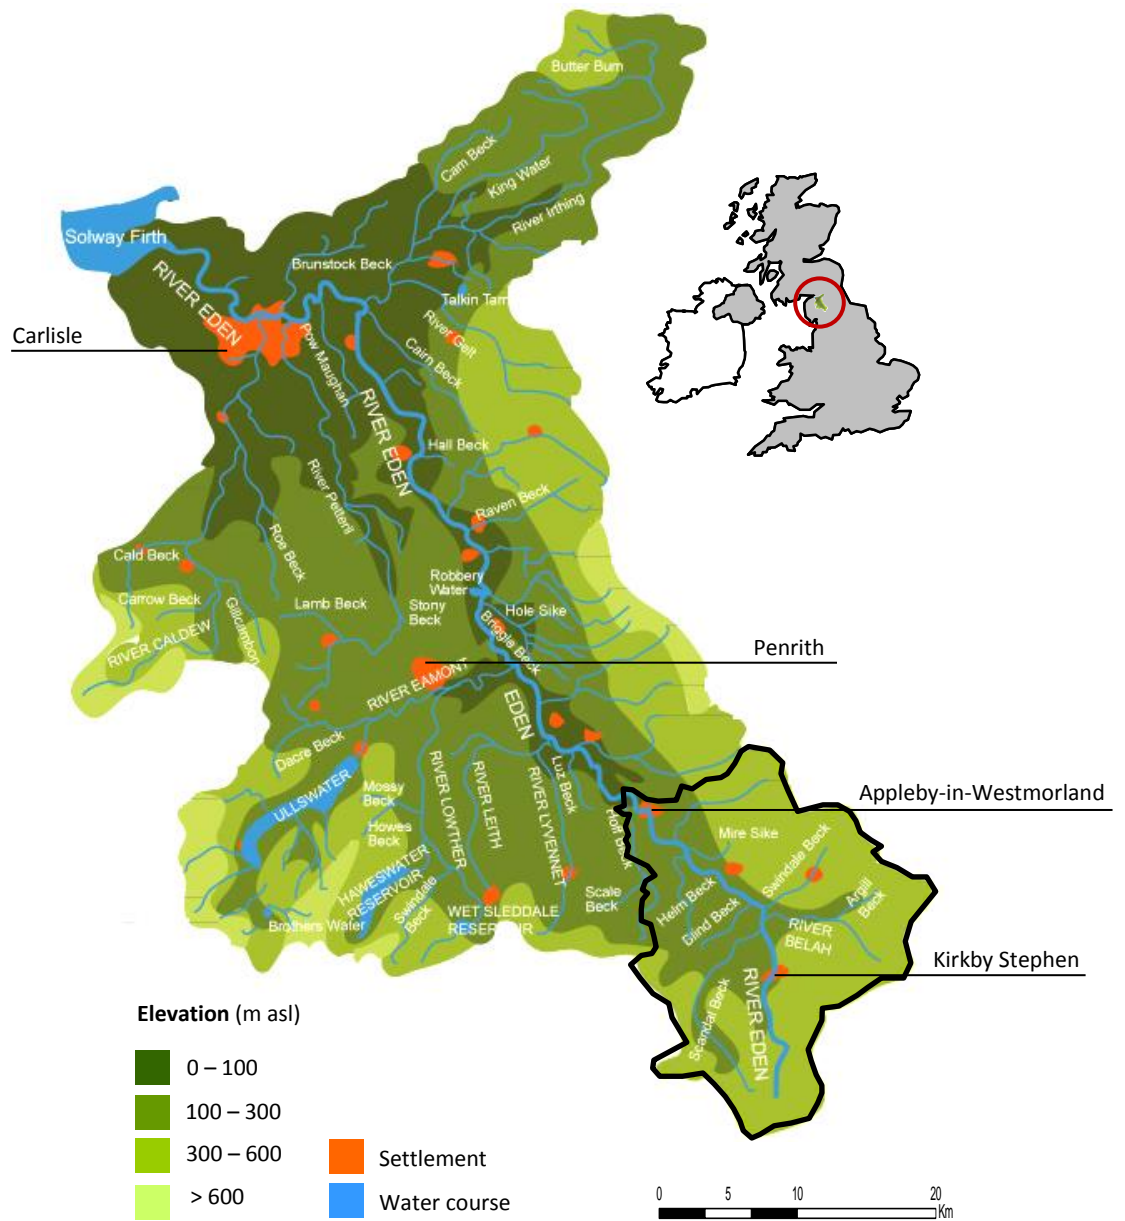 Butter Burn
Cam Beck
King Water
River Irthing
Solway Firth
Brunstock Beck
RIVER EDEN
Talkin Tarn
Carlisle
Pow Maughan
River Gelt
Cairn Beck
RIVER EDEN
Hall Beck
River Petteril
Raven Beck
Roe Beck
Cald Beck
Robbery
Water
Carrow Beck
Gillcambon
Lamb Beck
Stony
Beck
Hole Sike
Briggle Beck
RIVER CALDEW
Penrith
RIVER EAMONT
EDEN
Dacre Beck
ULLSWATER
Mossy
Beck
RIVER LOWTHER
RIVER LEITH
RIVER LYVENNET
Luz Beck
Appleby-in-Westmorland
Howes
Beck
Hoff Beck
Mire Sike
Swindale Beck
HAWESWATER
RESERVOIR
Swindale
Beck
Scale
Beck
Helm Beck
Argill
Beck
Brothers Water
WET SLEDDALE
RESERVOIR
Blind Beck
RIVER
BELAH
Kirkby Stephen
Scandal Beck
RIVER EDEN
Elevation (m asl)
0 – 100
100 – 300
300 – 600
> 600
Settlement
Water course
0 5 10 20
Km